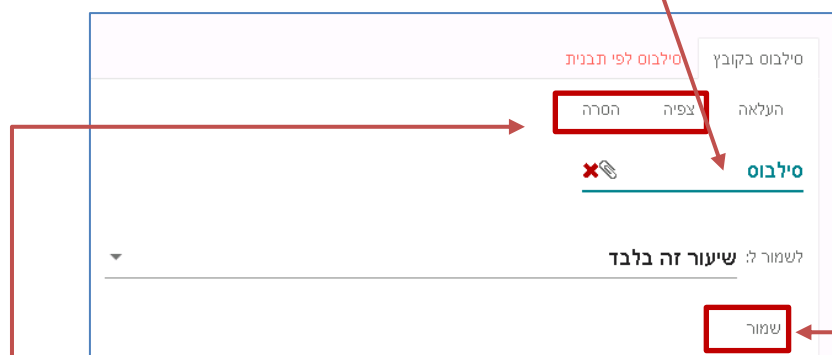 סילבוס בקובץ סילבוס לפי תבנית
העלאה צפיה הסרה
סילבוס
לשמור ל: שיעור זה בלבד
שמור